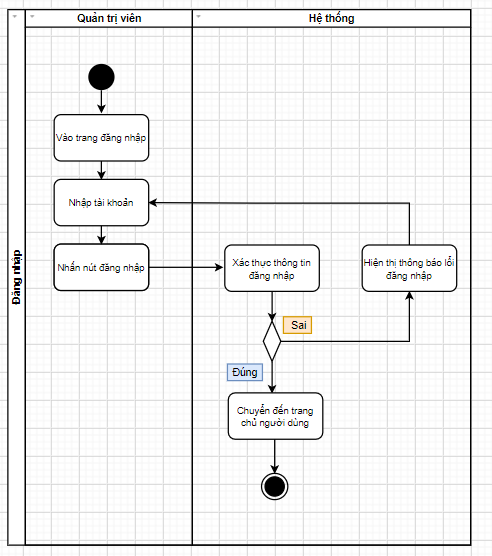 Quản trị viên
Hệ thống
Đăng nhập
Vào trang đăng nhập
Nhập tài khoản
Nhấn nút đăng nhập
Xác thực thông tin
đăng nhập
Hiện thị thông báo lỗi
đăng nhập
Sai
Đúng
Chuyển đến trang
chủ người dùng